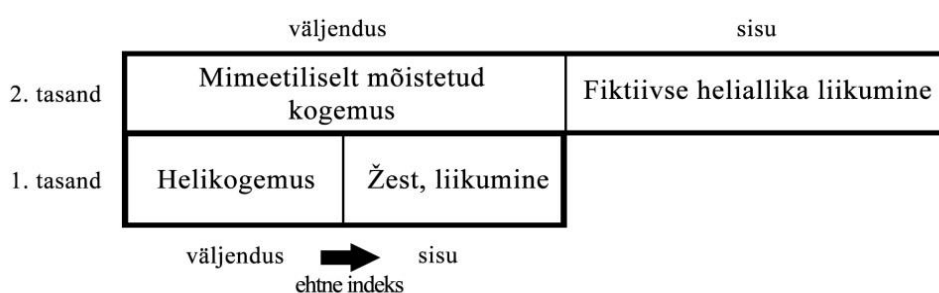 väljendus sisu
2. tasand Mimeetiliselt mõistetud kogemus Fiktiivse heliallika liikumine
1. tasand Helikogemus Žest, liikumine
väljendus sisu
ehtne indeks